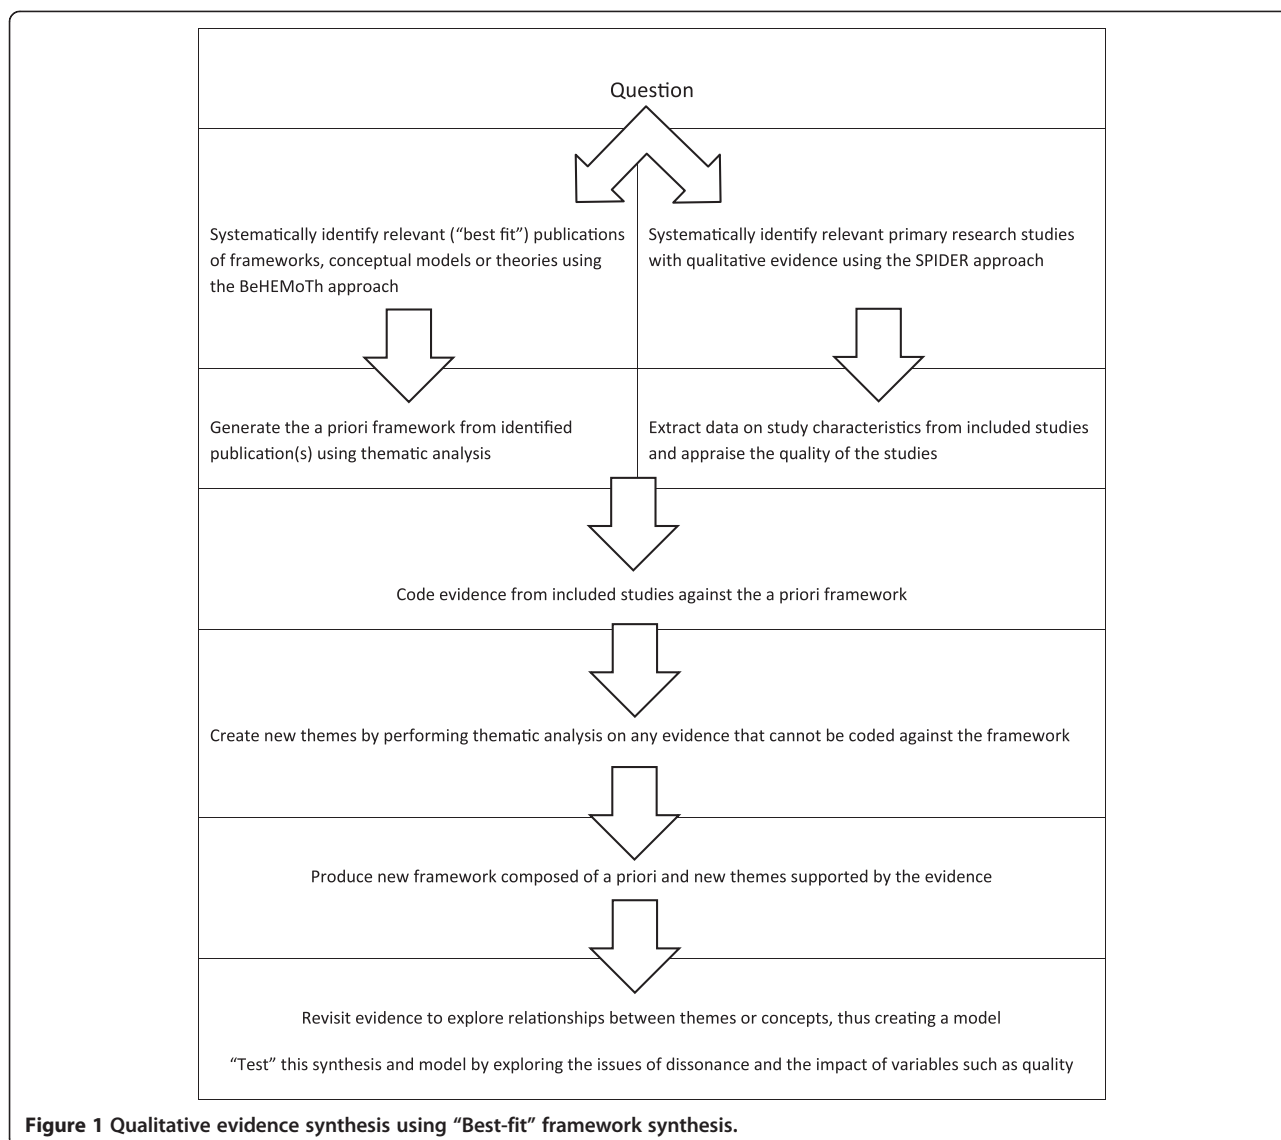 Question
Systematically identify relevant (“best fit”) publications
of frameworks, conceptual models or theories using
the BeHEMoTh approach
Systematically identify relevant primary research studies
with qualitative evidence using the SPIDER approach
Generate the a priori framework from identified
publication(s) using thematic analysis
Extract data on study characteristics from included studies
and appraise the quality of the studies
Code evidence from included studies against the a priori framework
Create new themes by performing thematic analysis on any evidence that cannot be coded against the framework
Produce new framework composed of a priori and new themes supported by the evidence
Revisit evidence to explore relationships between themes or concepts, thus creating a model
“Test” this synthesis and model by exploring the issues of dissonance and the impact of variables such as quality
Figure 1 Qualitative evidence synthesis using “Best-fit” framework synthesis.